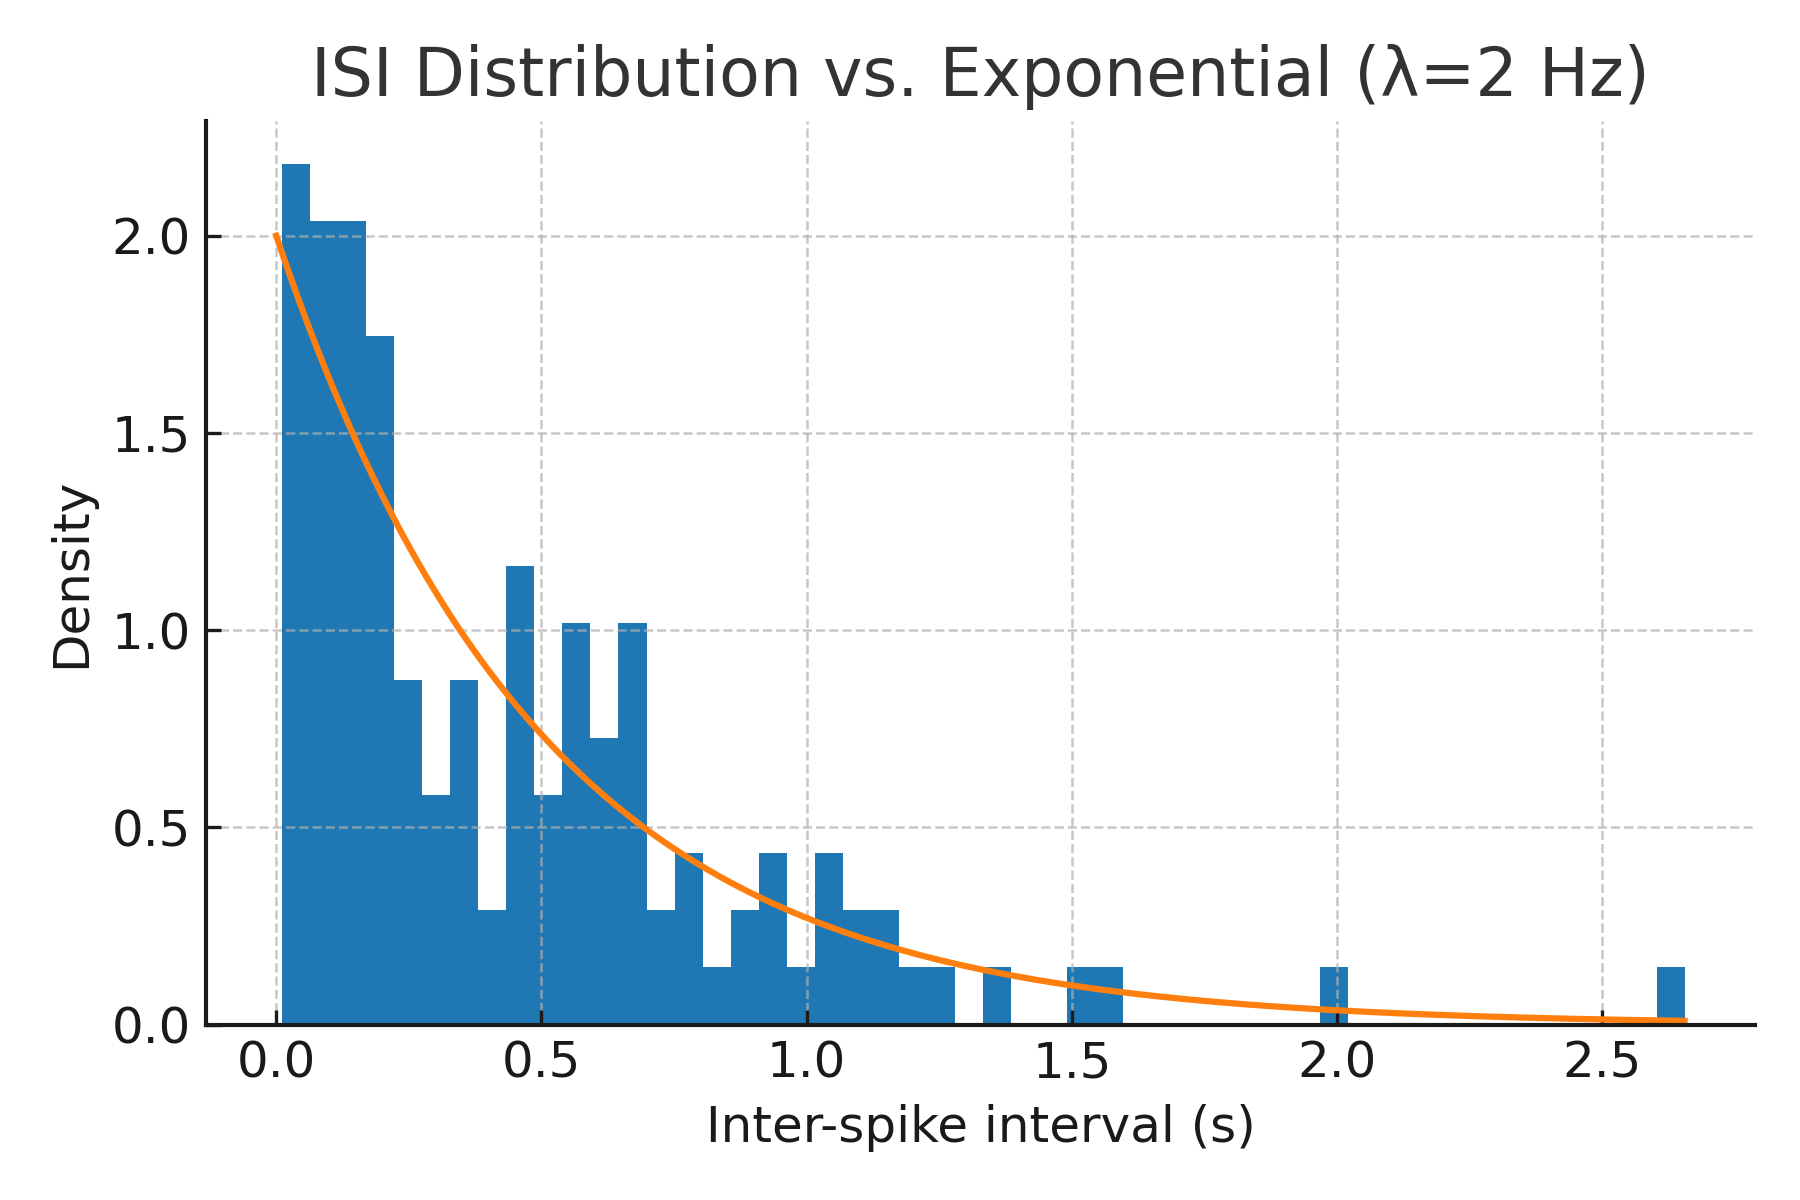 ISI Distribution vs. Exponential (λ=2 Hz)
Density
2.0
1.5
1.0
0.5
0.0
0.0 0.5 1.0 1.5 2.0 2.5
Inter-spike interval (s)